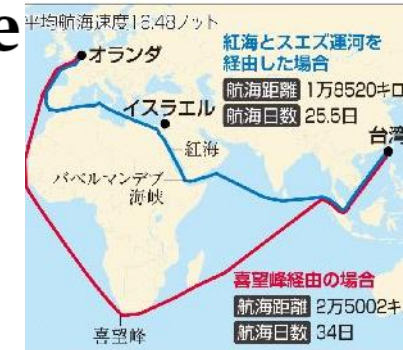 e
平均航海速度16.48ノット
オランダ
紅海とスエズ運河を
経由した場合
航海距離 1万8520キロ
航海日数 25.5日
イスラエル
台湾
紅海
バベルマンデブ
海峡
喜望峰経由の場合
航海距離 2万5002キ
航海日数 34日
喜望峰